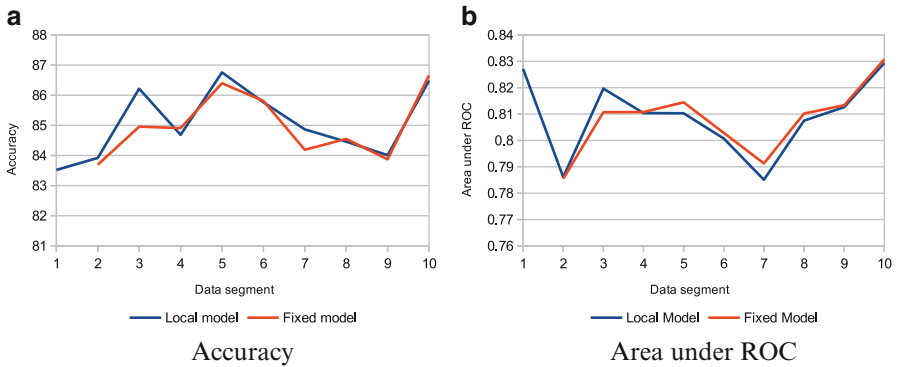 a
88
87
86
85
84
83
82
81
Accuracy
1 2 3 4 5 6 7 8 9 10
Data segment
Local model Fixed model
Accuracy
b
0.84
0.83
0.82
0.81
0.8
0.79
0.78
0.77
0.76
Area under ROC
1 2 3 4 5 6 7 8 9 10
Data segment
Local Model Fixed Model
Area under ROC